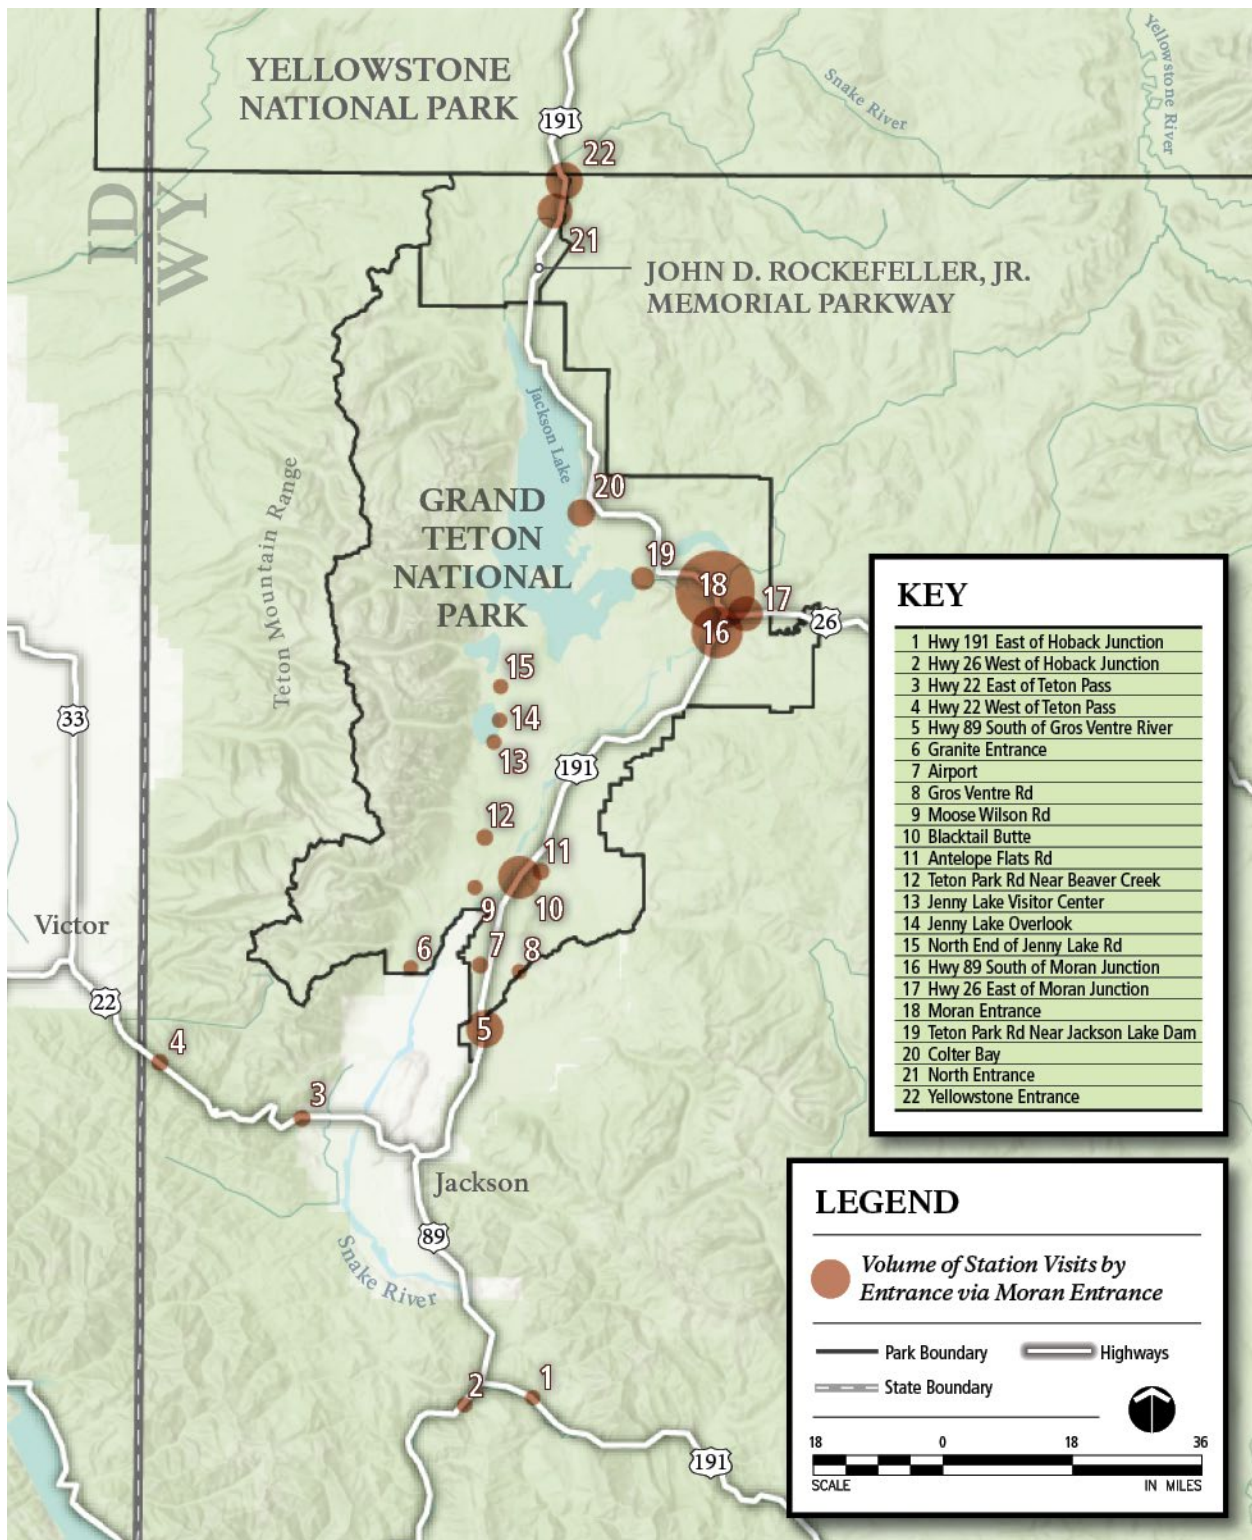 YELLOWSTONE
NATIONAL PARK
191
Snake River
Yellowstone
River
22
ID
WY
21
JOHN D. ROCKEFELLER, JR.
MEMORIAL PARKWAY
Jackson Lake
Teton Mountain Range
GRAND
TETON
NATIONAL
PARK
20
19
18
17
16
26
15
14
13
33
191
12
11
10
9
8
7
6
5
Victor
22
4
3
Jackson
89
Snake River
2
1
191
KEY
1 Hwy 191 East of Hoback Junction
2 Hwy 26 West of Hoback Junction
3 Hwy 22 East of Teton Pass
4 Hwy 22 West of Teton Pass
5 Hwy 89 South of Gros Ventre River
6 Granite Entrance
7 Airport
8 Gros Ventre Rd
9 Moose Wilson Rd
10 Blacktail Butte
11 Antelope Flats Rd
12 Teton Park Rd Near Beaver Creek
13 Jenny Lake Visitor Center
14 Jenny Lake Overlook
15 North End of Jenny Lake Rd
16 Hwy 89 South of Moran Junction
17 Hwy 26 East of Moran Junction
18 Moran Entrance
19 Teton Park Rd Near Jackson Lake Dam
20 Colter Bay
21 North Entrance
22 Yellowstone Entrance
LEGEND
Volume of Station Visits by
Entrance via Moran Entrance
Park Boundary
Highways
State Boundary
18 0 18 36
SCALE IN MILES